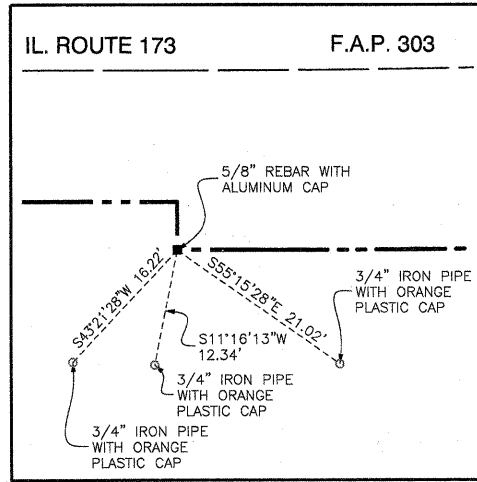 IL. ROUTE 173 F.A.P. 303
5/8" REBAR WITH
ALUMINUM CAP
S43°21'28"W 16.22'
S55°15'28"E 21.02'
3/4" IRON PIPE
WITH ORANGE
PLASTIC CAP
S11°16'13"W
12.34'
3/4" IRON PIPE
WITH ORANGE
PLASTIC CAP
3/4" IRON PIPE
WITH ORANGE
PLASTIC CAP